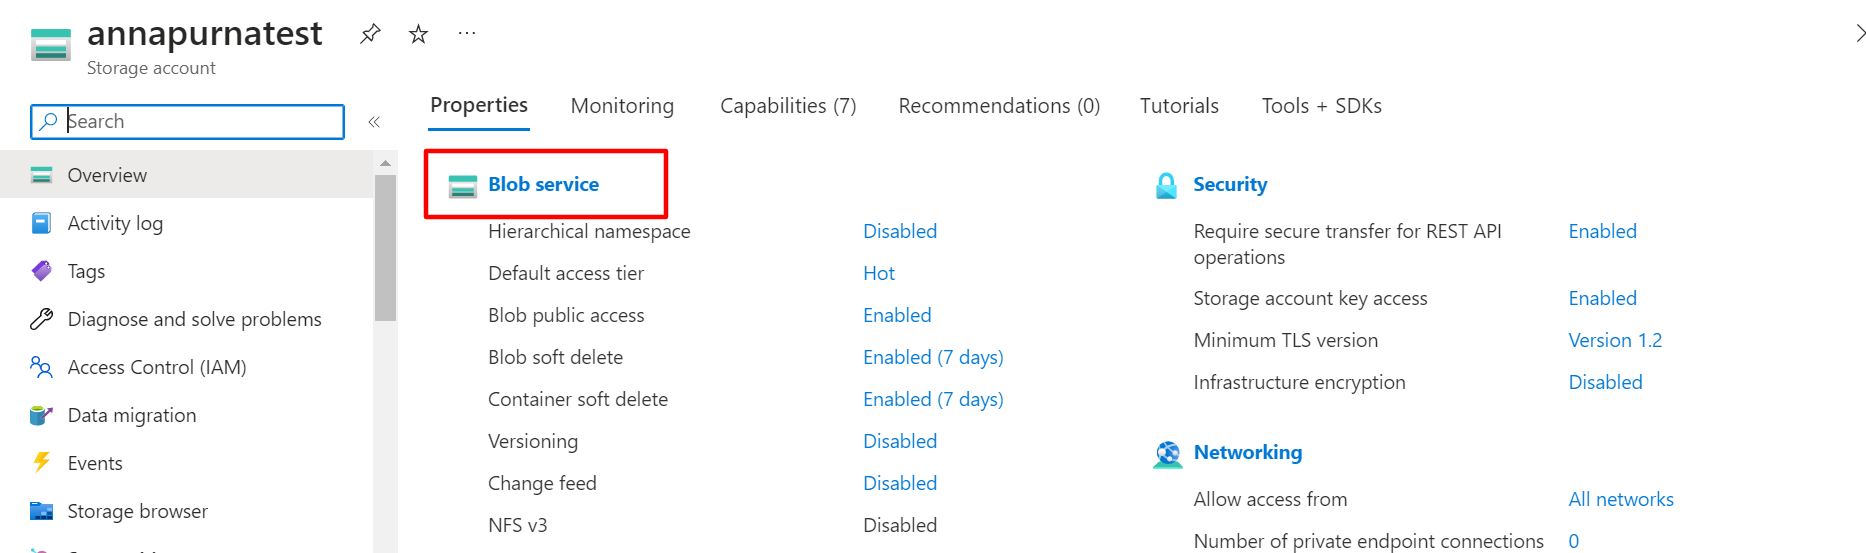 annapurnatest
Storage account
Search
«
Overview
Activity log
Tags
Diagnose and solve problems
Access Control (IAM)
Data migration
Events
Storage browser
Properties Monitoring Capabilities (7) Recommendations (0) Tutorials Tools + SDKs
Blob service
Hierarchical namespace Disabled
Default access tier Hot
Blob public access Enabled
Blob soft delete Enabled (7 days)
Container soft delete Enabled (7 days)
Versioning Disabled
Change feed Disabled
NFS v3 Disabled
Security
Require secure transfer for REST API Enabled
operations
Storage account key access Enabled
Minimum TLS version Version 1.2
Infrastructure encryption Disabled
Networking
Allow access from All networks
Number of private endpoint connections 0